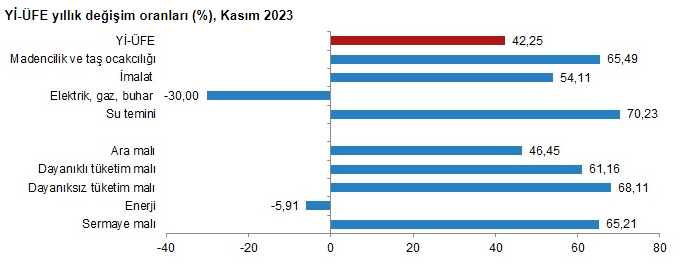 Yİ-ÜFE yıllık değişim oranları (%), Kasım 2023
Yİ-ÜFE 42,25
Madencilik ve taş ocakcılığı 65,49
İmalat 54,11
Elektrik, gaz, buhar -30,00
Su temini 70,23
Ara malı 46,45
Dayanıklı tüketim malı 61,16
Dayanıksız tüketim malı 68,11
Enerji -5,91
Sermaye malı 65,21
-40 -20 0 20 40 60 80